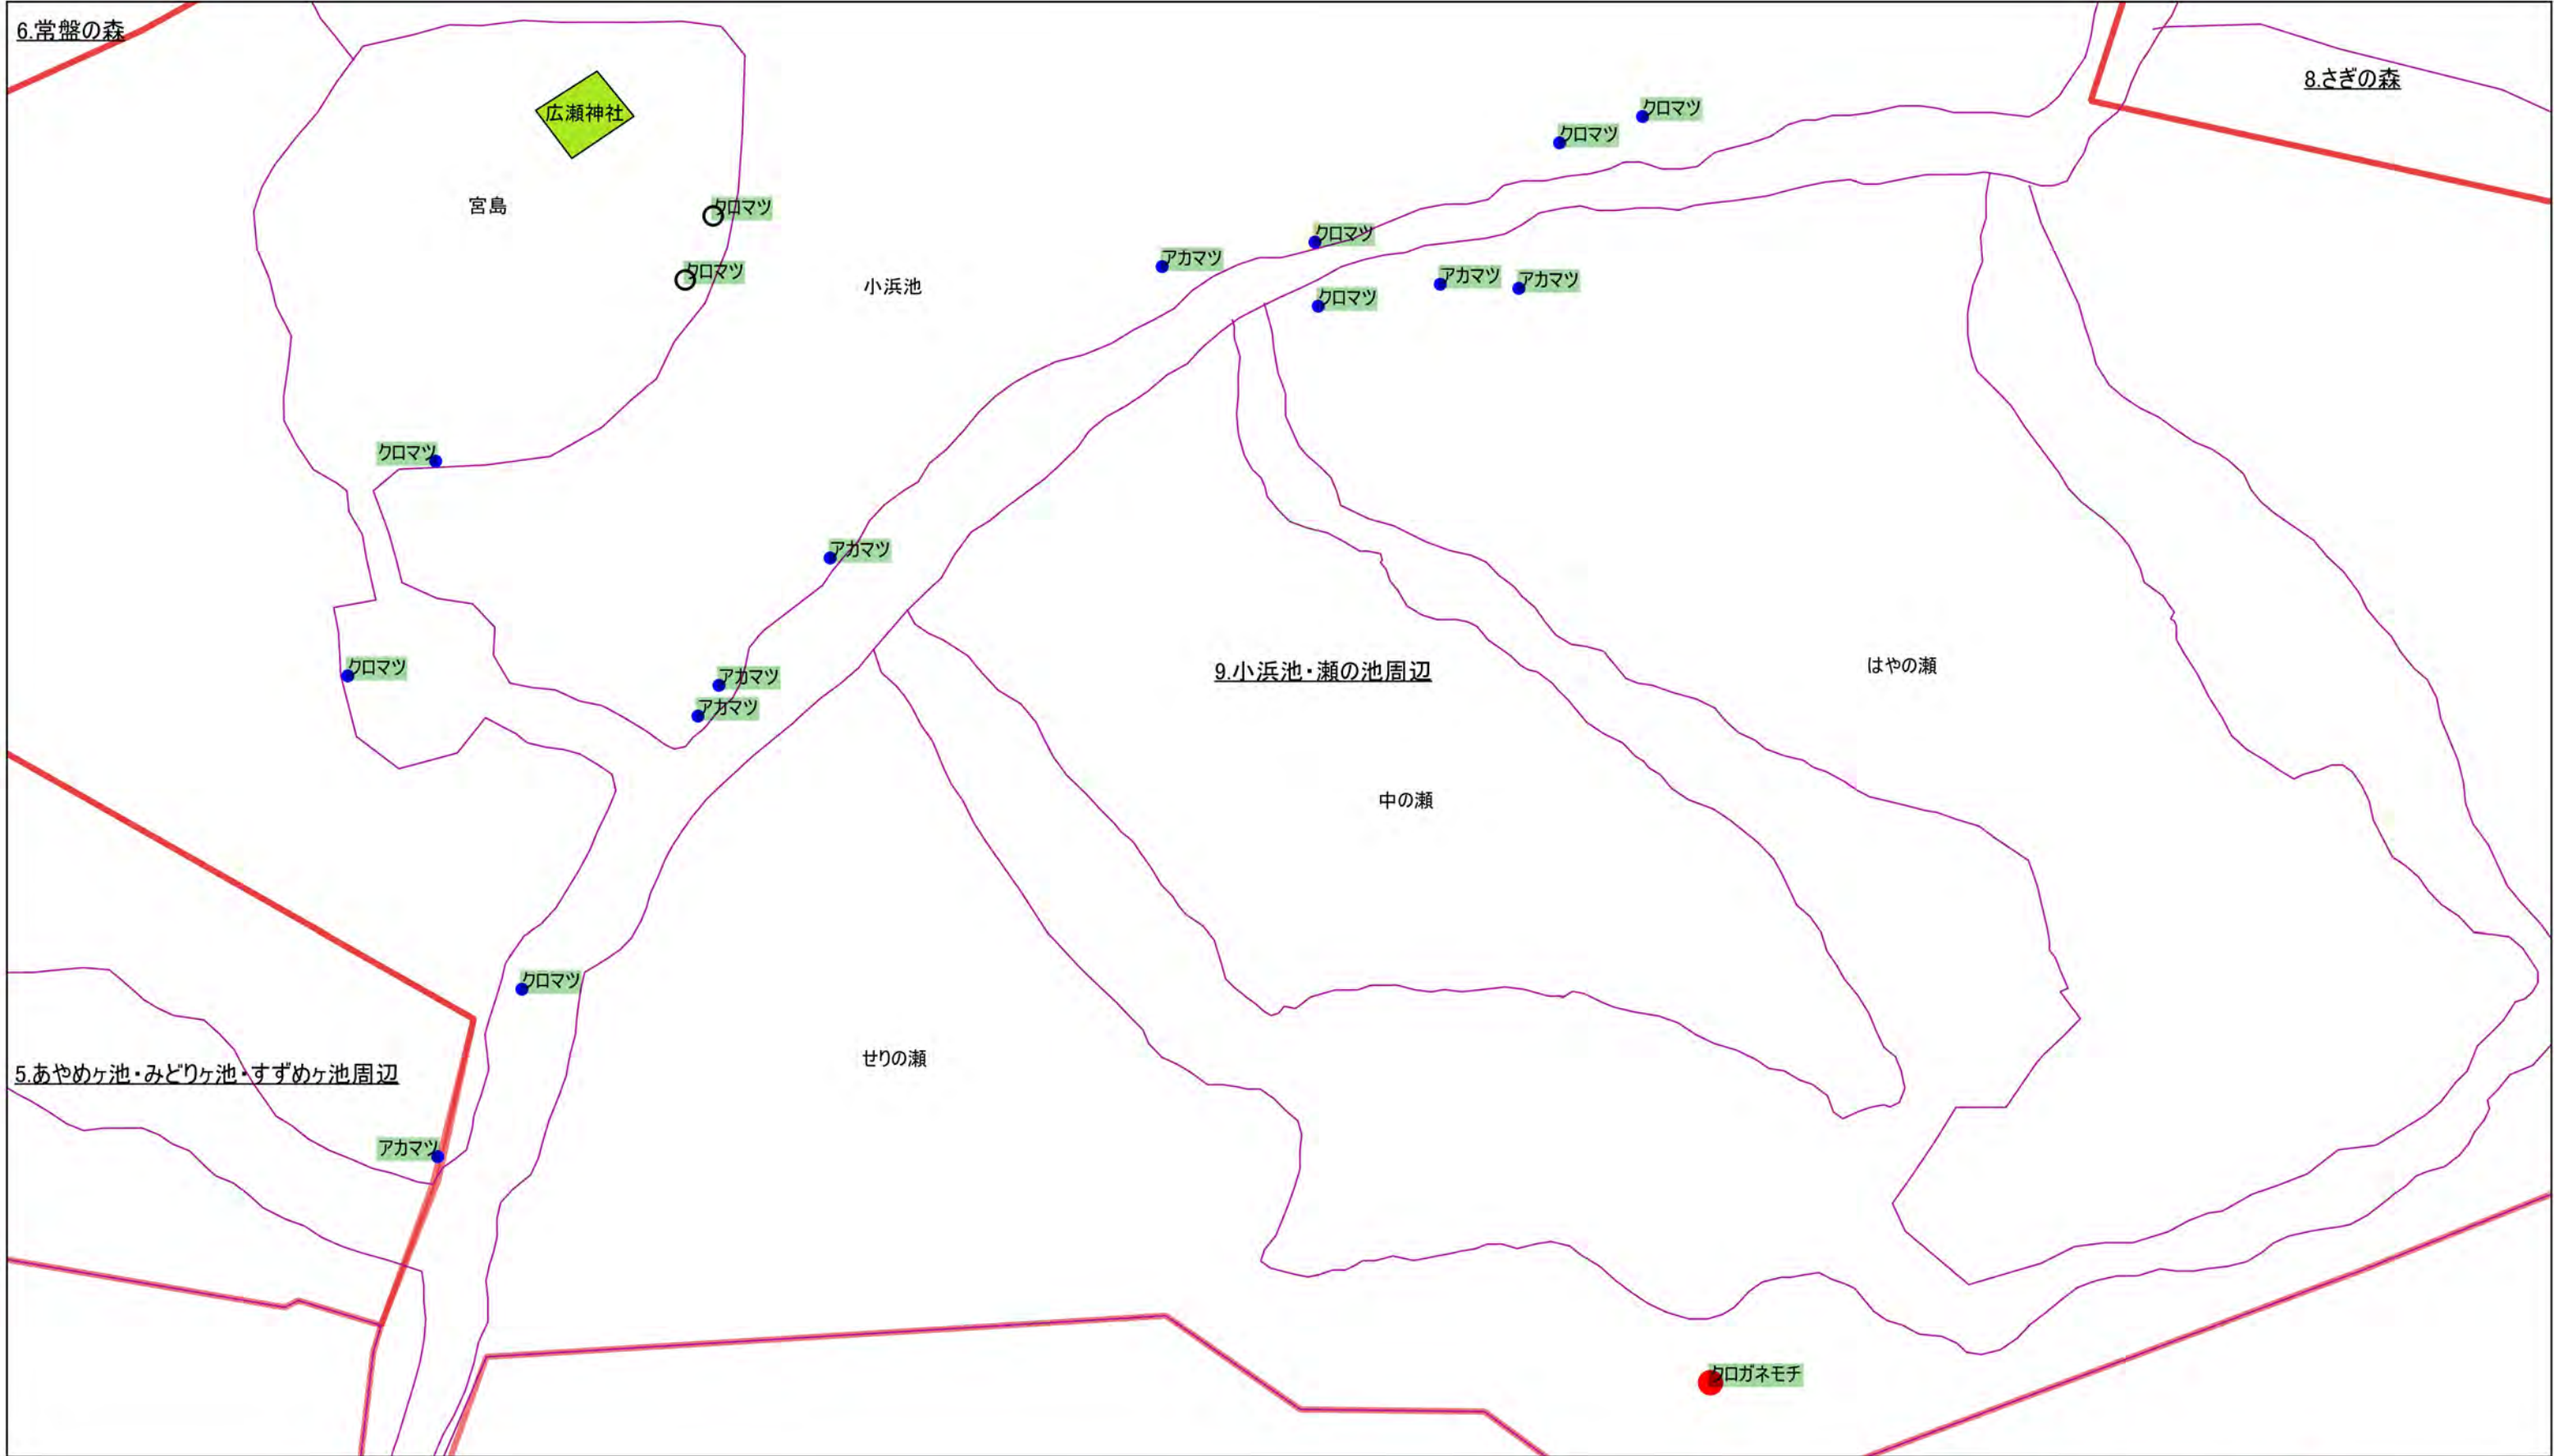 6.常盤の森
8.さぎの森
クロマツ
広瀬神社
クロマツ
宮島
クロマツ
クロマツ
アカマツ
クロマツ
小浜池
アカマツ
アカマツ
クロマツ
クロマツ
アカマツ
クロマツ
アカマツ
9.小浜池・瀬の池周辺
はやの瀬
アカマツ
中の瀬
クロマツ
せりの瀬
5.あやめヶ池・みどりヶ池・すずめヶ池周辺
アカマツ
クロガネモチ